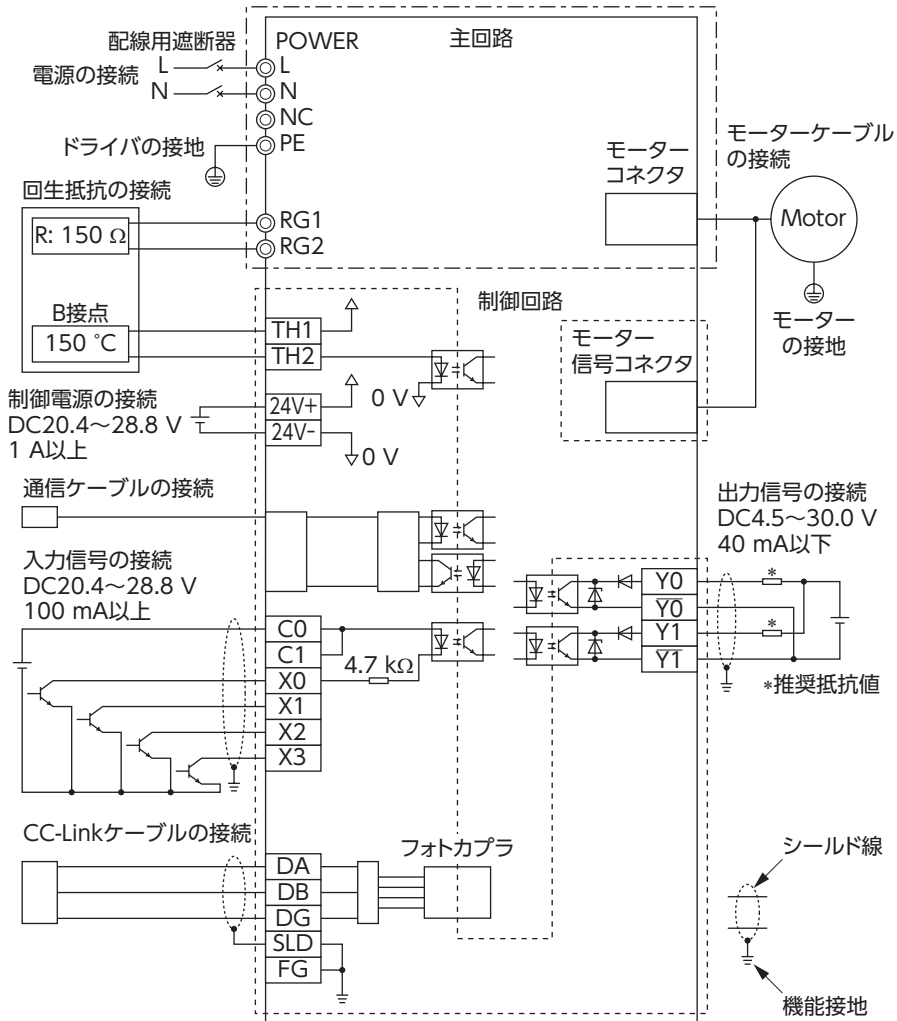 配線用遮断器
POWER
主回路
電源の接続
L
N
L
N
NC
PE
ドライバの接地
回生抵抗の接続
R: 150 Ω
RG1
RG2
モーター
コネクタ
モーターケーブル
の接続
Motor
モーター
の接地
B接点
150 ˚C
TH1
TH2
制御回路
モーター
信号コネクタ
0 V
制御電源の接続
DC20.4~28.8 V
1 A以上
24V+
24V-
0 V
通信ケーブルの接続
入力信号の接続
DC20.4~28.8 V
100 mA以上
C0
C1
X0
X1
X2
X3
4.7 kΩ
出力信号の接続
DC4.5~30.0 V
40 mA以下
Y0
Y0
Y1
Y1
*
*
*推奨抵抗値
CC-Linkケーブルの接続
DA
DB
DG
SLD
FG
フォトカプラ
シールド線
機能接地